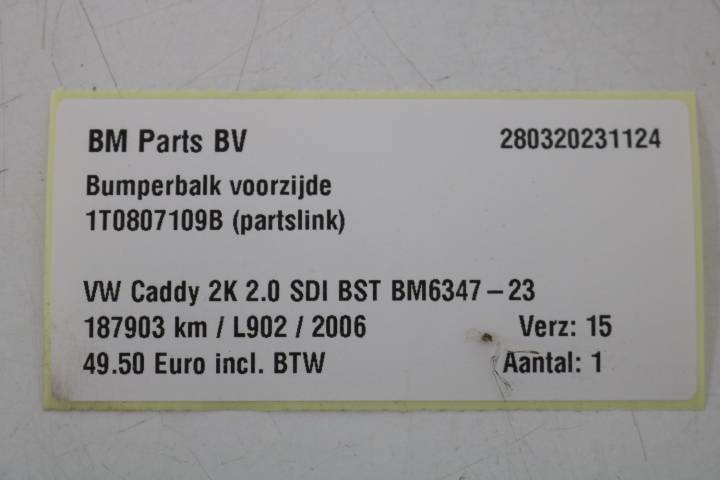 BM Parts BV 280320231124
Bumperbalk voorzijde
1T0807109B (partslink)
VW Caddy 2K 2.0 SDI BST BM6347-23
187903 km / L902 / 2006 Verz: 15
49.50 Euro incl. BTW Aantal: 1